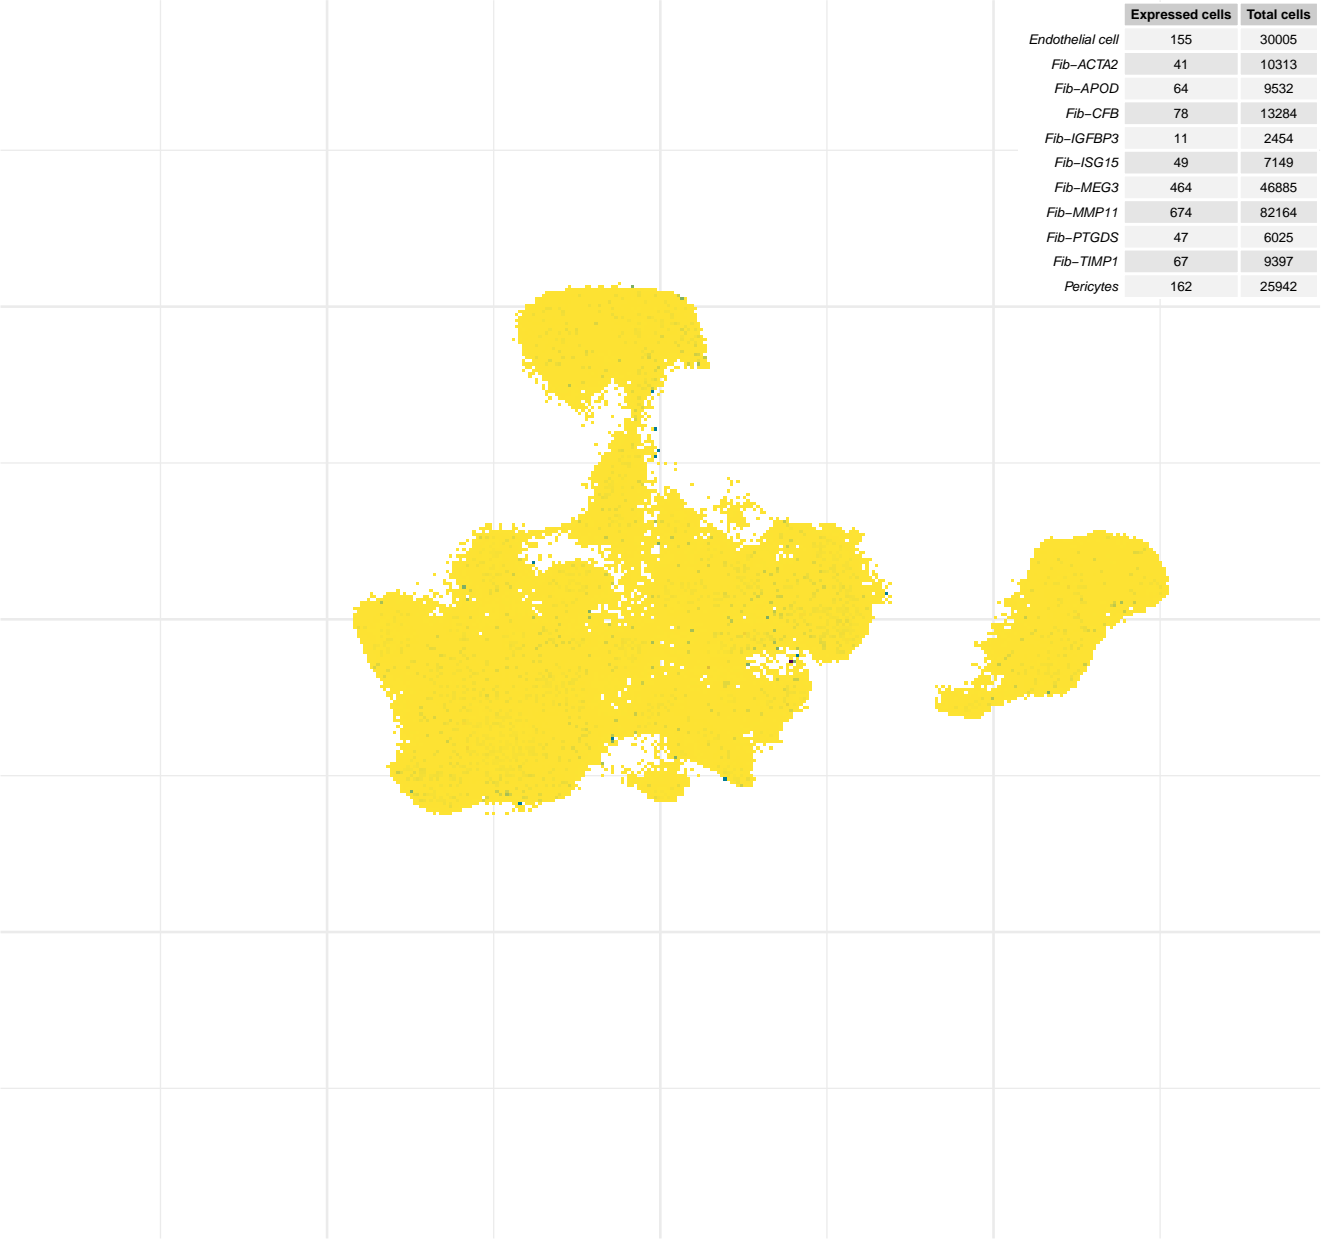 Expressed cells Total cells
Endothelial cell 155 30005
Fib−ACTA2 41 10313
Fib−APOD 64 9532
Fib−CFB 78 13284
Fib−IGFBP3 11 2454
Fib−ISG15 49 7149
Fib−MEG3 464 46885
Fib−MMP11 674 82164
Fib−PTGDS 47 6025
Fib−TIMP1 67 9397
Pericytes 162 25942